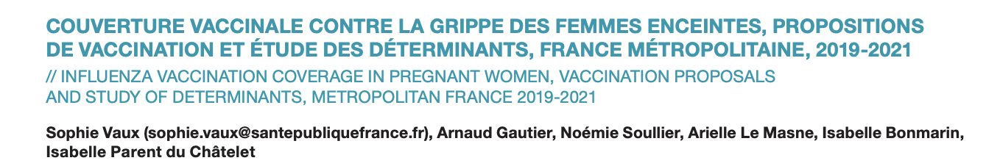 COUVERTURE VACCINALE CONTRE LA GRIPPE DES FEMMES ENCEINTES, PROPOSITIONS
DE VACCINATION ET ÉTUDE DES DÉTERMINANTS, FRANCE MÉTROPOLITAINE, 2019-2021
// INFLUENZA VACCINATION COVERAGE IN PREGNANT WOMEN, VACCINATION PROPOSALS
AND STUDY OF DETERMINANTS, METROPOLITAN FRANCE 2019-2021
Sophie Vaux (sophie.vaux@santepubliquefrance.fr), Arnaud Gautier, Noémie Soullier, Arielle Le Masne, Isabelle Bonmarin,
Isabelle Parent du Châtelet